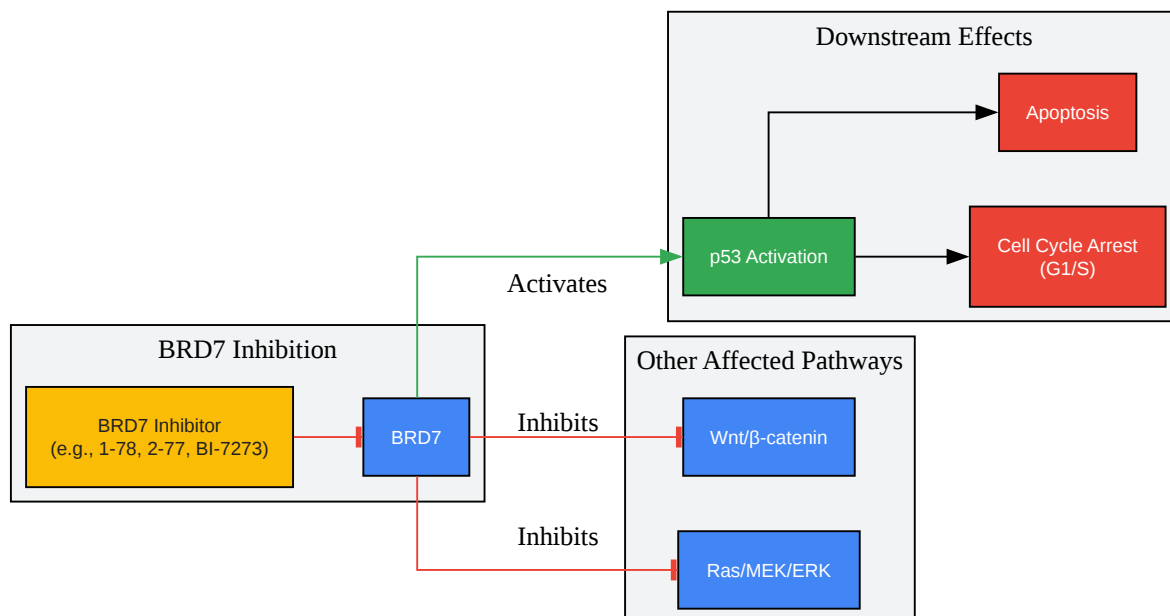 Downstream Effects
Apoptosis
p53 Activation
Cell Cycle Arrest
(G1/S)
Activates
BRD7 Inhibition
BRD7 Inhibitor
(e.g., 1-78, 2-77, BI-7273)
BRD7
Other Affected Pathways
Inhibits
Wnt/β-catenin
Inhibits
Ras/MEK/ERK